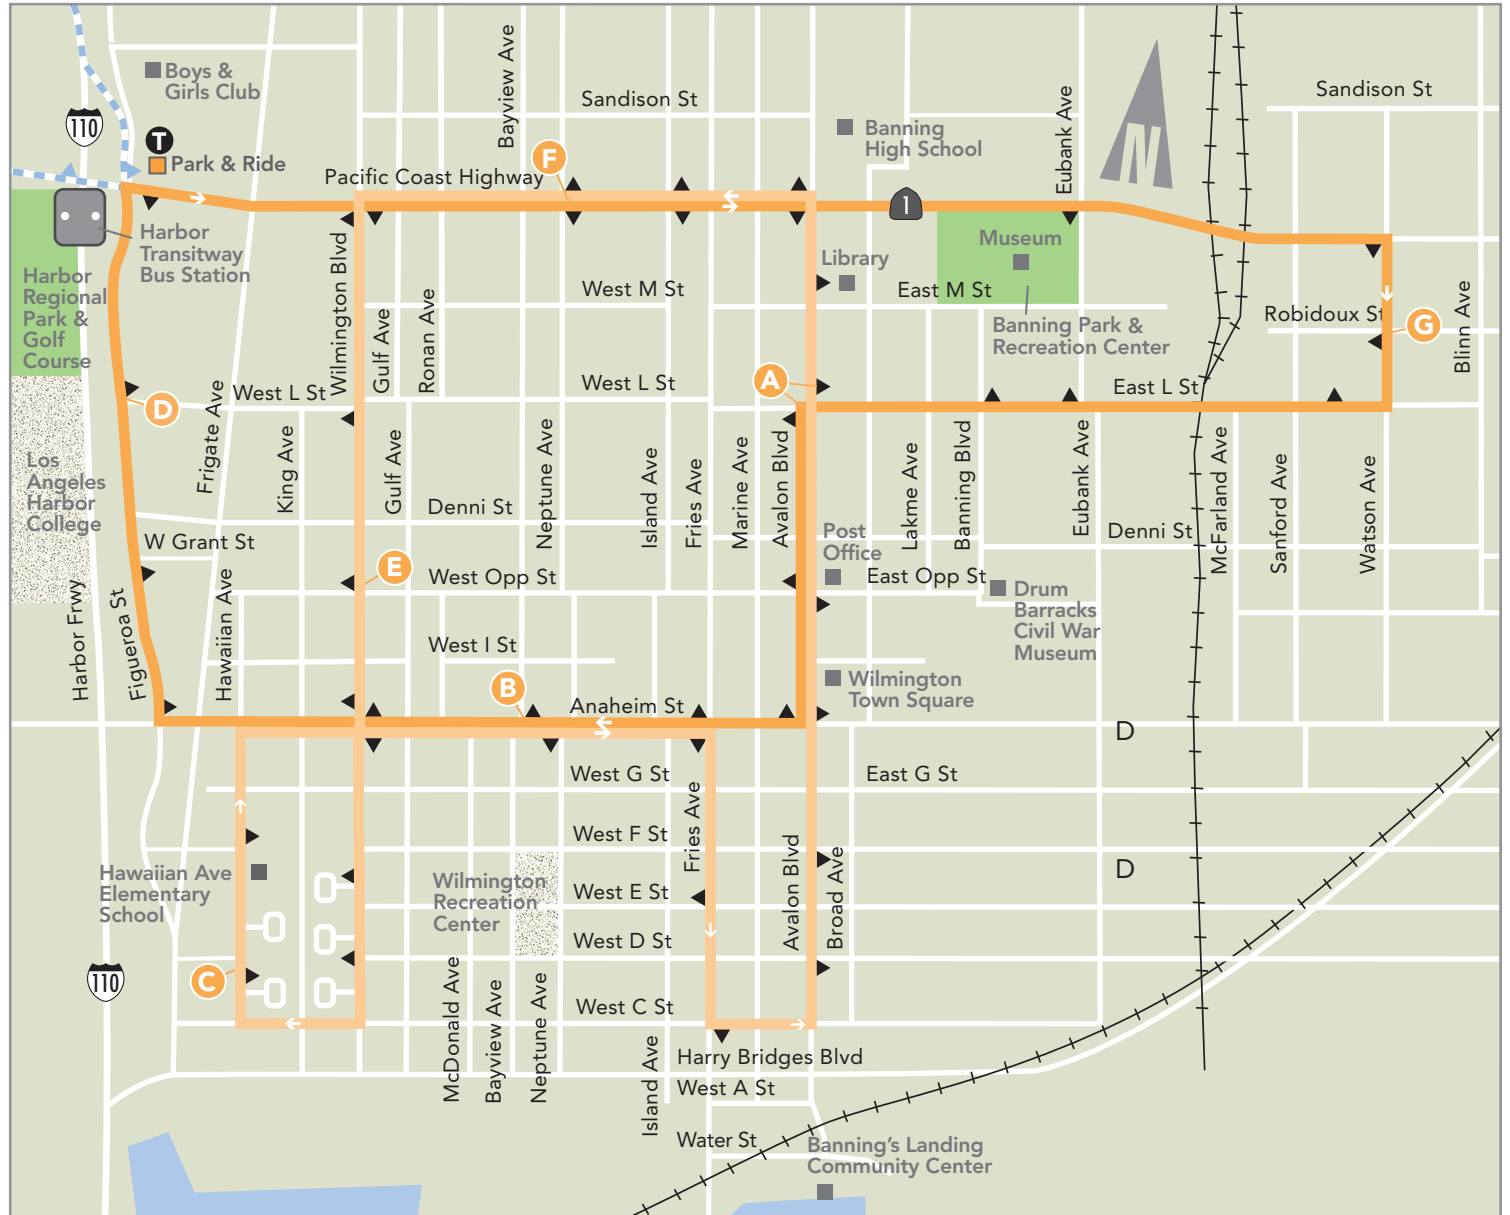 Boys &
Girls Club
110
T
Park & Ride
Bayview Ave
Sandison St
Banning
High School
Eubank Ave
Sandison St
F
Pacific Coast Highway
1
Harbor
Transitway
Bus Station
Harbor
Regional
Park &
Golf
Course
Wilmington Blvd
Gulf Ave
Ronan Ave
West M St
Library
Museum
East M St
Banning Park &
Recreation Center
Robidoux St
G
Blinn Ave
D
Frigate Ave
West L St
West L St
A
East L St
Los
Angeles
Harbor
College
King Ave
Gulf Ave
Denni St
Neptune Ave
Island Ave
Fries Ave
Marine Ave
Avalon Blvd
Lakme Ave
Banning Blvd
Eubank Ave
Denni St
McFarland Ave
Sanford Ave
Watson Ave
W Grant St
Post
Office
E
West Opp St
East Opp St
Drum
Barracks
Civil War
Museum
Harbor Frwy
Figueroa St
Hawaiian Ave
West I St
B
Anaheim St
Wilmington
Town Square
D
West G St
East G St
Fries Ave
West F St
Avalon Blvd
Broad Ave
D
Hawaiian Ave
Elementary
School
Wilmington
Recreation
Center
West E St
West D St
C
110
McDonald Ave
Bayview Ave
Neptune Ave
West C St
Island Ave
Harry Bridges Blvd
West A St
Water St
Banning's Landing
Community Center